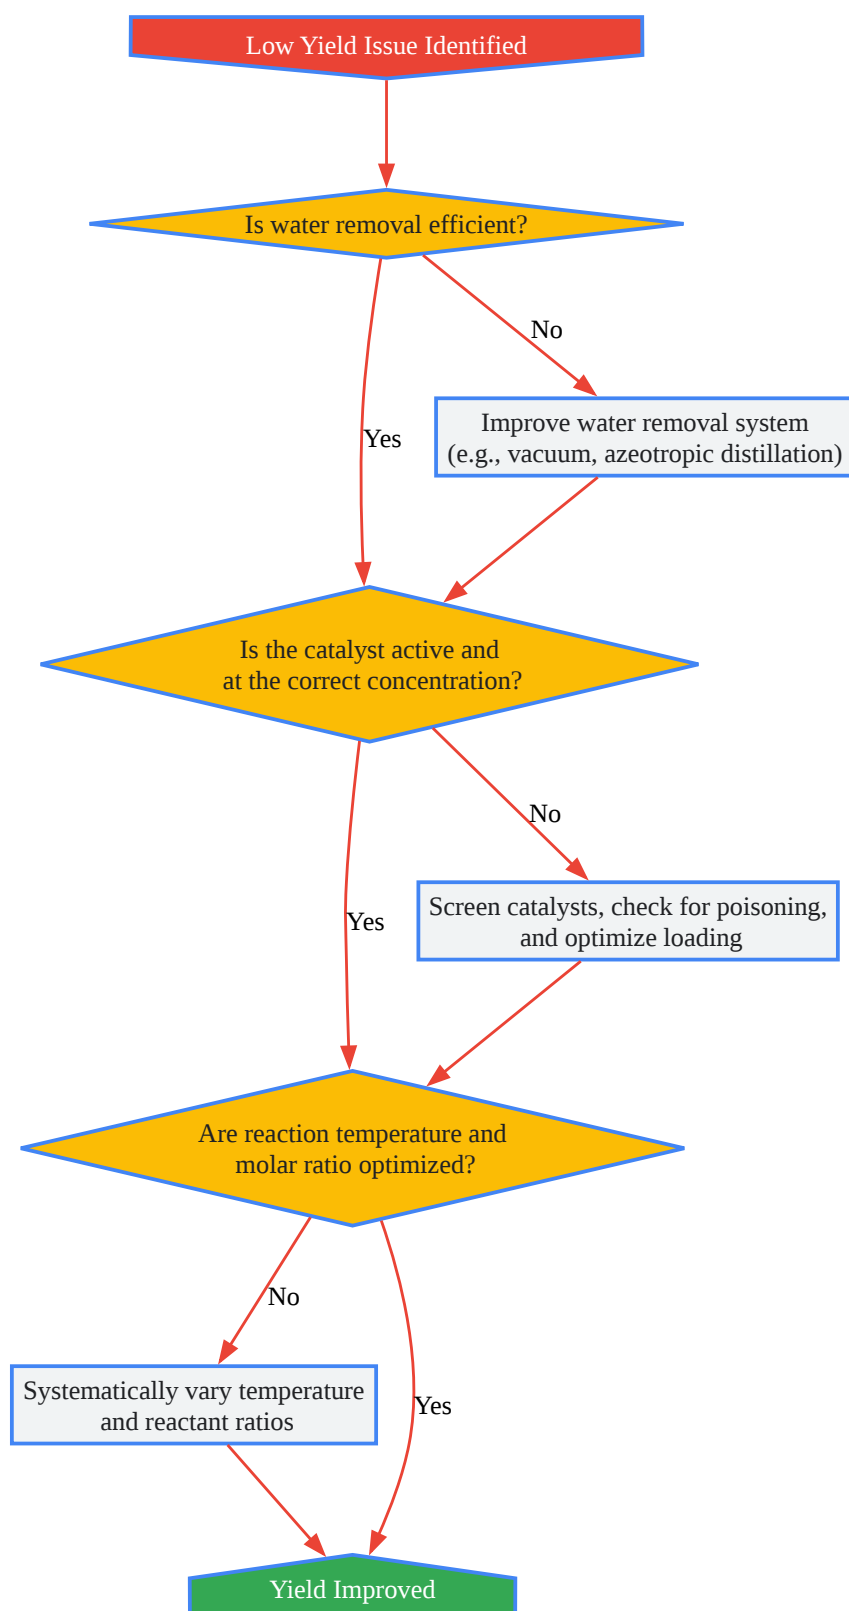 Low Yield Issue Identified
Is water removal efficient?
No
Improve water removal system
(e.g., vacuum, azeotropic distillation)
Yes
Is the catalyst active and
at the correct concentration?
No
Screen catalysts, check for poisoning,
and optimize loading
Yes
Are reaction temperature and
molar ratio optimized?
No
Systematically vary temperature
and reactant ratios
Yes
Yield Improved